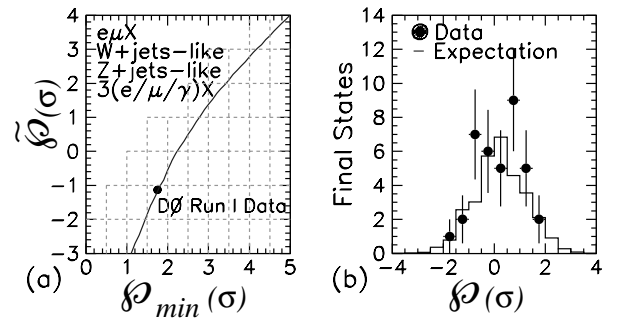 eμX
W+jets-like
Z+jets-like
3(e/μ/γ)X
DØ Run I Data
4
3
2
1
0
−1
−2
−3
0 1 2 3 4 5
℘̃(σ)
℘min (σ)
(a)
Data
Expectation
14
12
10
8
6
4
2
0
−4 −2 0 2 4
Final States
℘(σ)
(b)